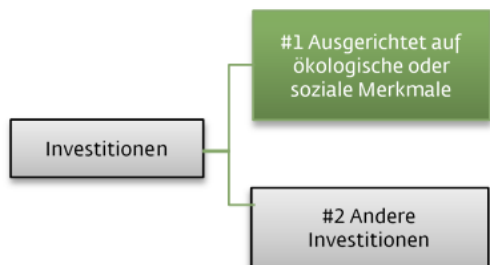 #1 Ausgerichtet auf
ökologische oder
soziale Merkmale
Investitionen
#2 Andere
Investitionen